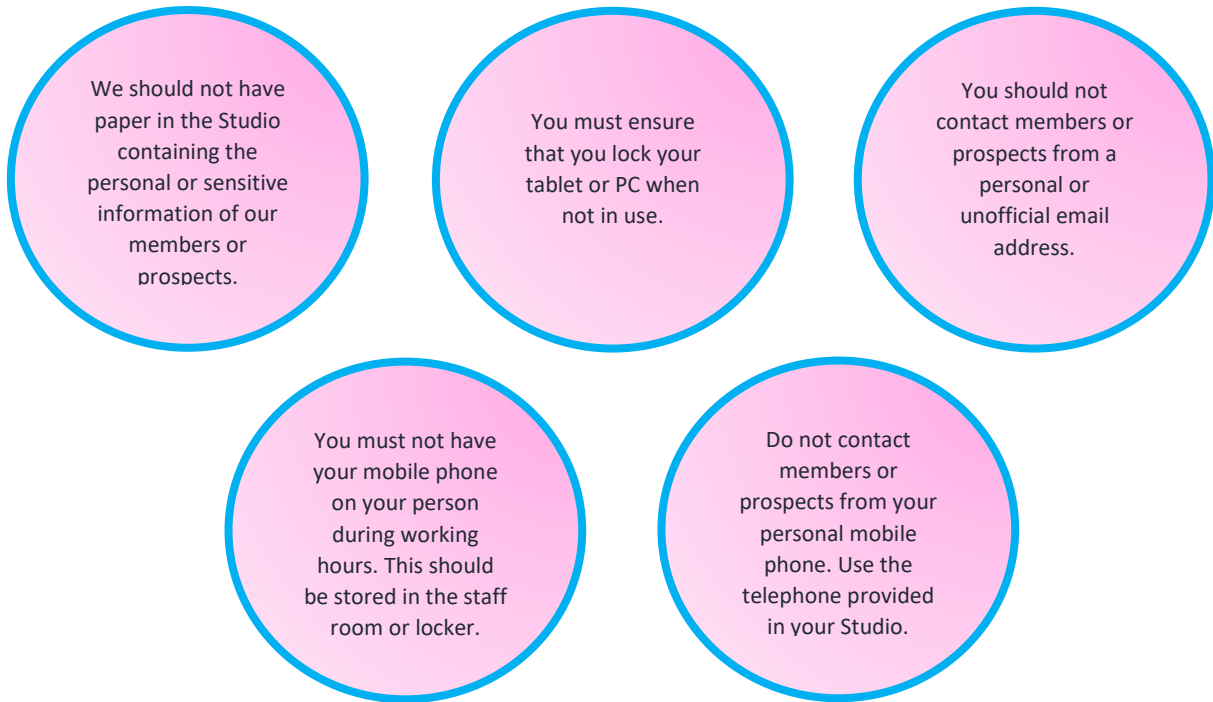 We should not have
paper in the Studio
containing the
personal or sensitive
information of our
members or
prospects.
You must ensure
that you lock your
tablet or PC when
not in use.
You should not
contact members or
prospects from a
personal or
unofficial email
address.
You must not have
your mobile phone
on your person
during working
hours. This should
be stored in the staff
room or locker.
Do not contact
members or
prospects from your
personal mobile
phone. Use the
telephone provided
in your Studio.